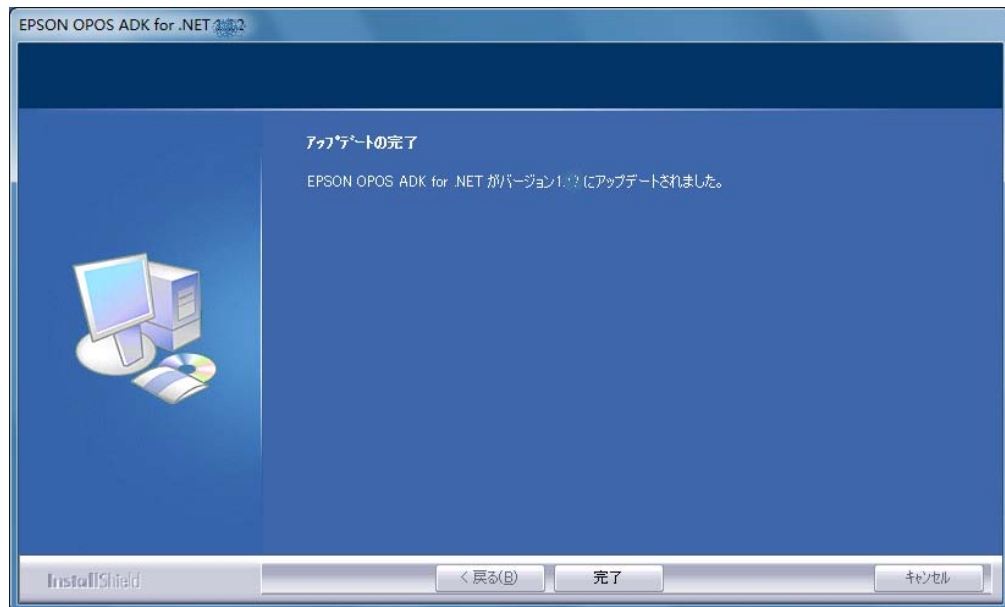 EPSON OPOS ADK for .NET
アップデートの完了
EPSON OPOS ADK for .NET がバージョン1. にアップデートされました。
InstallShield
< 戻る(B)
完了
キャンセル